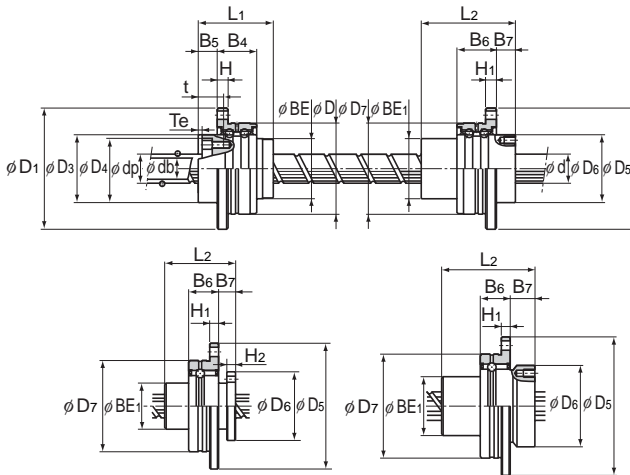 L1 L2
B5 B4 B6 B7
H H1
t
Te
φBE φD φD7 φBE1
φD1 φD3 φD4 φdp φdb φd φD6 φD5
L2 L2
B6 B7 B6 B7
H1 H1
H2
φD7 φBE1 φD6 φD5 φD7 φBE1 φD6 φD5